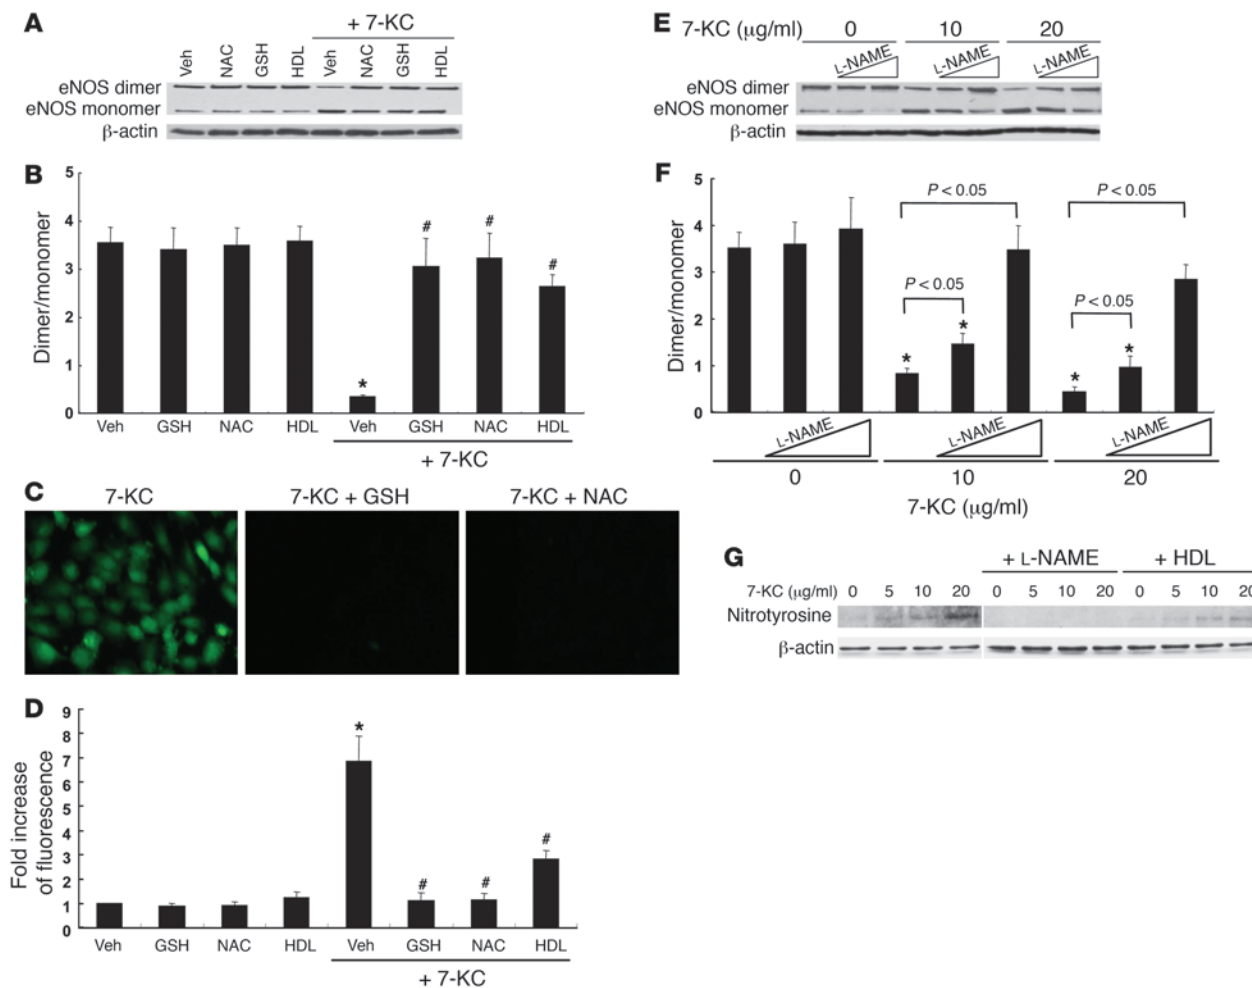 A
+ 7-KC
Veh NAC GSH HDL Veh NAC GSH HDL
eNOS dimer
eNOS monomer
β-actin
B
Dimer/monomer
5
4
3
2
1
0
* # # #
Veh GSH NAC HDL Veh GSH NAC HDL
+ 7-KC
C
7-KC 7-KC + GSH 7-KC + NAC
D
Fold increase
of fluorescence
9
8
7
6
5
4
3
2
1
0
* # # #
Veh GSH NAC HDL Veh GSH NAC HDL
+ 7-KC
E
7-KC (μg/ml) 0 10 20
L-NAME L-NAME L-NAME
eNOS dimer
eNOS monomer
β-actin
F
Dimer/monomer
5
4
3
2
1
0
P < 0.05 P < 0.05
P < 0.05 P < 0.05
* * * *
L-NAME L-NAME L-NAME
0 10 20
7-KC (μg/ml)
G
+ L-NAME + HDL
7-KC (μg/ml) 0 5 10 20 0 5 10 20 0 5 10 20
Nitrotyrosine
β-actin